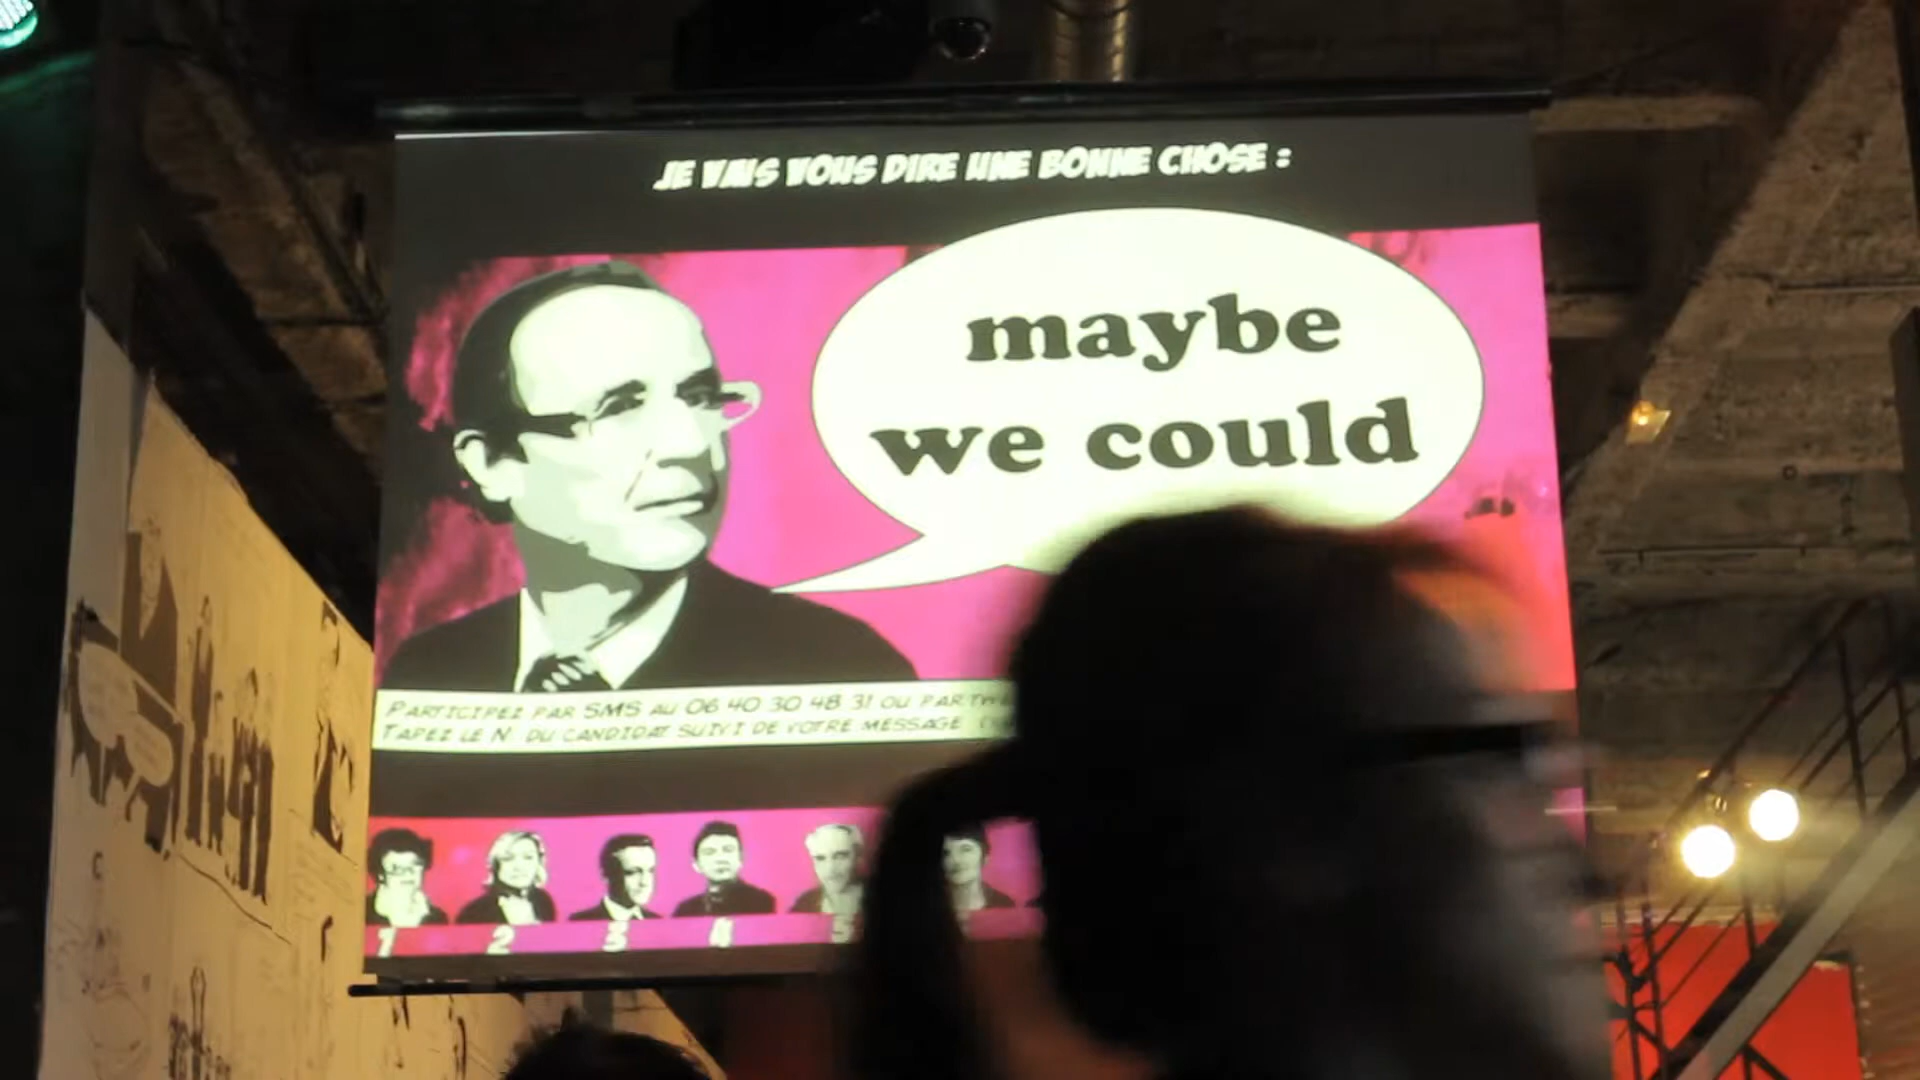 JE VAIS VOUS DIRE UNE BONNE CHOSE :
maybe
we could
PARTICIPEZ PAR SMS AU 06 40 30 48 31 OU PAR
TAPEZ LE N DU CANDIDAT SUIVI DE VOTRE MESSAGE
1 2 3 4 5